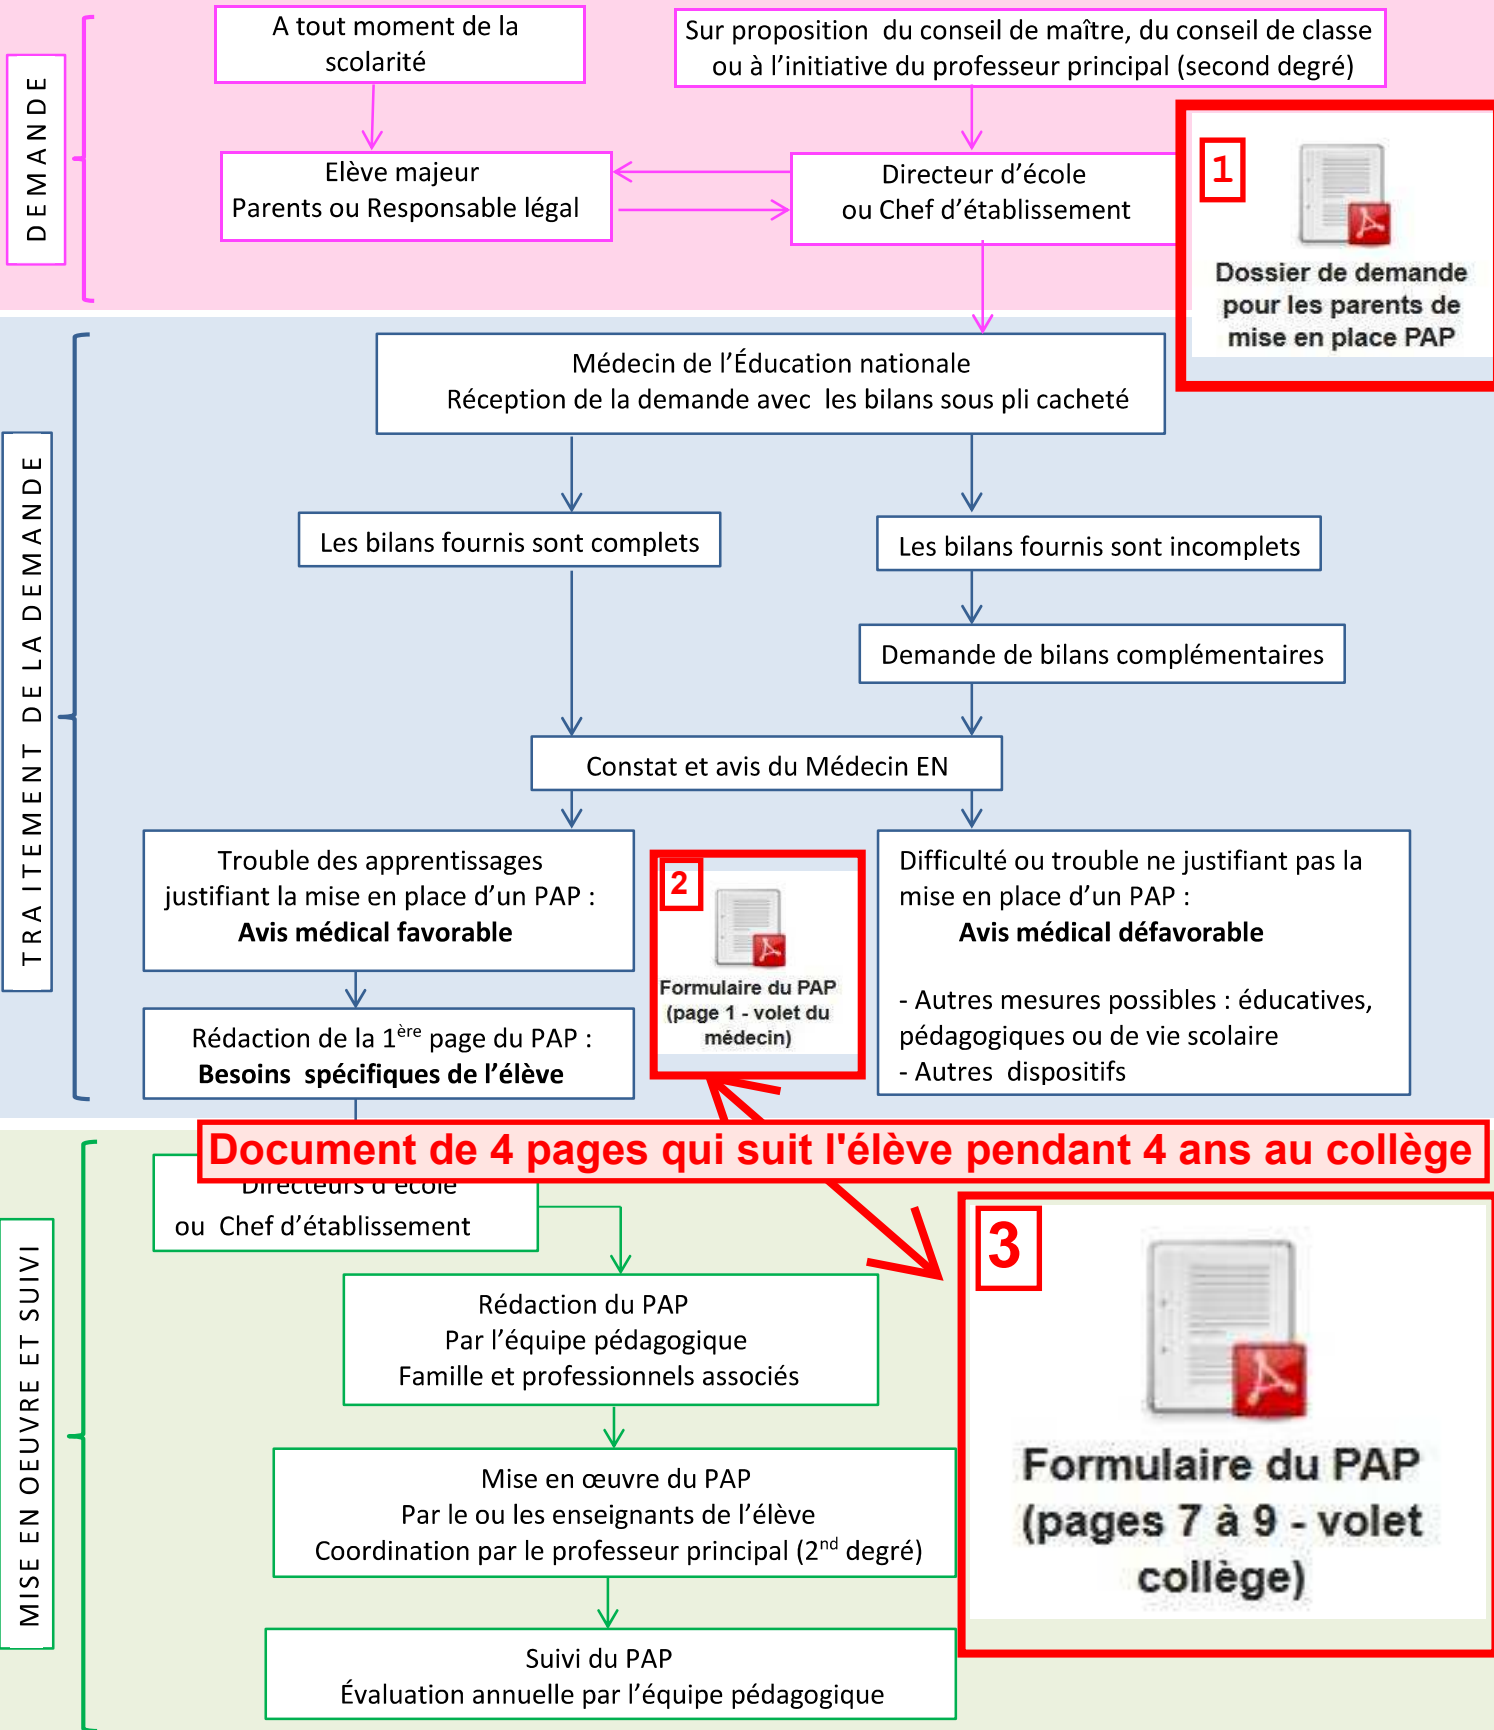 DEMANDE
A tout moment de la
scolarité
Sur proposition du conseil de maître, du conseil de classe
ou à l’initiative du professeur principal (second degré)
Elève majeur
Parents ou Responsable légal
Directeur d’école
ou Chef d’établissement
1
Dossier de demande
pour les parents de
mise en place PAP
TRAITEMENT DE LA DEMANDE
Médecin de l’Éducation nationale
Réception de la demande avec les bilans sous pli cacheté
Les bilans fournis sont complets
Les bilans fournis sont incomplets
Demande de bilans complémentaires
Constat et avis du Médecin EN
Trouble des apprentissages
justifiant la mise en place d’un PAP :
Avis médical favorable
2
Formulaire du PAP
(page 1 - volet du
médecin)
Difficulté ou trouble ne justifiant pas la
mise en place d’un PAP :
Avis médical défavorable
- Autres mesures possibles : éducatives,
pédagogiques ou de vie scolaire
- Autres dispositifs
Rédaction de la 1ère page du PAP :
Besoins spécifiques de l’élève
Document de 4 pages qui suit l'élève pendant 4 ans au collège
MISE EN OEUVRE ET SUIVI
Directeurs d’école
ou Chef d’établissement
3
Formulaire du PAP
(pages 7 à 9 - volet
collège)
Rédaction du PAP
Par l’équipe pédagogique
Famille et professionnels associés
Mise en œuvre du PAP
Par le ou les enseignants de l’élève
Coordination par le professeur principal (2nd degré)
Suivi du PAP
Évaluation annuelle par l’équipe pédagogique